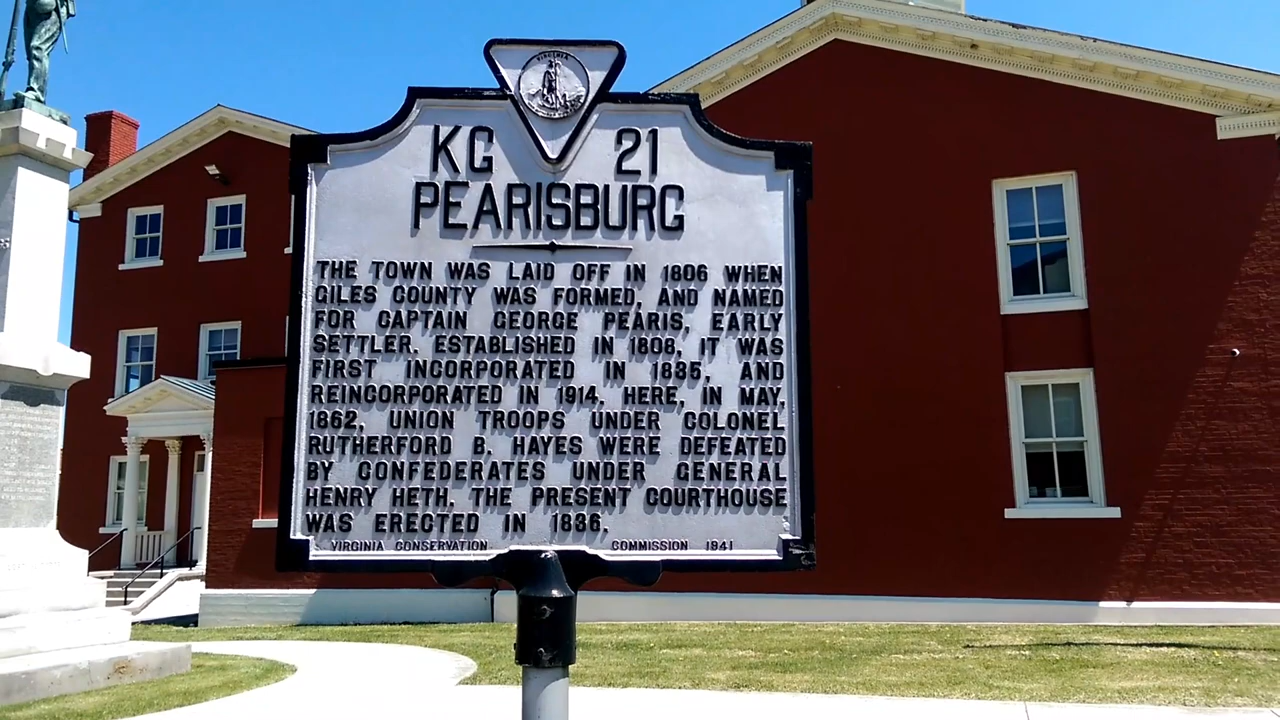 VIRGINIA
KG 21
PEARISBURG
THE TOWN WAS LAID OFF IN 1806 WHEN
GILES COUNTY WAS FORMED, AND NAMED
FOR CAPTAIN GEORGE PEARIS, EARLY
SETTLER. ESTABLISHED IN 1808, IT WAS
FIRST INCORPORATED IN 1835, AND
REINCORPORATED IN 1914. HERE, IN MAY,
1862, UNION TROOPS UNDER COLONEL
RUTHERFORD B. HAYES WERE DEFEATED
BY CONFEDERATES UNDER GENERAL
HENRY HETH. THE PRESENT COURTHOUSE
WAS ERECTED IN 1836.
VIRGINIA CONSERVATION COMMISSION 1941